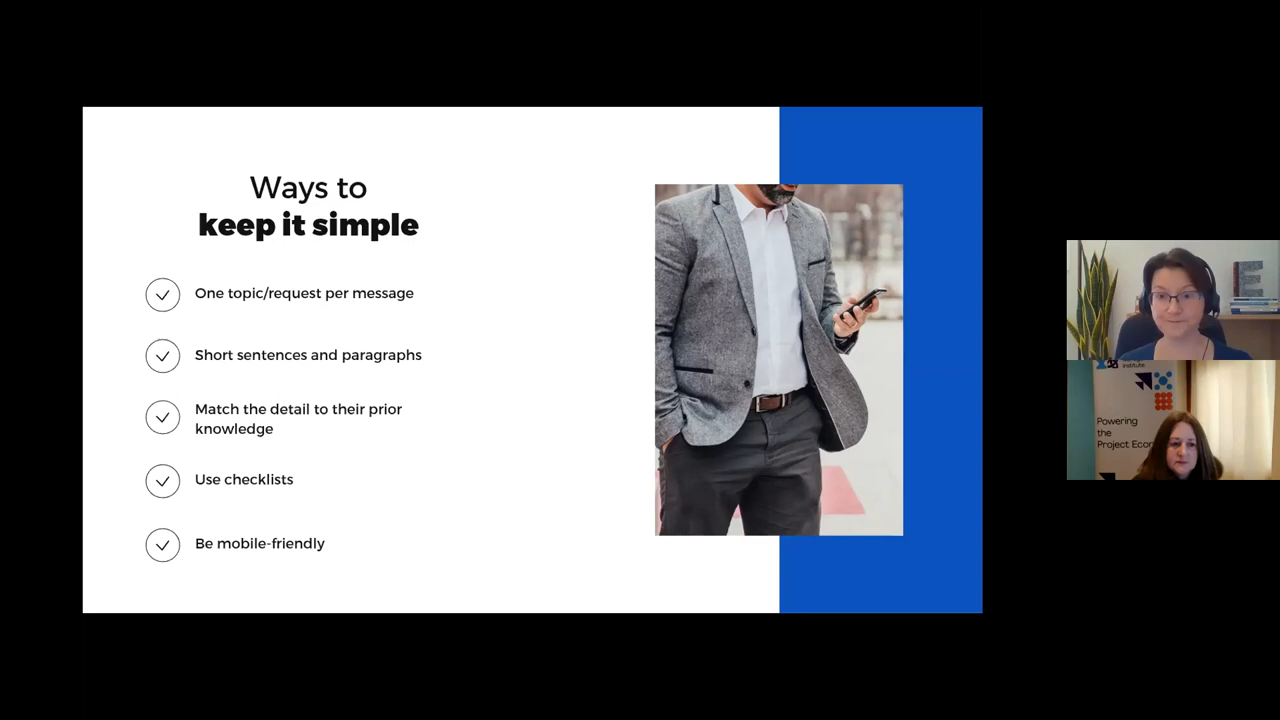 Ways to
keep it simple
One topic/request per message
Short sentences and paragraphs
Match the detail to their prior
knowledge
Use checklists
Be mobile-friendly
institute
Powering
the
Project